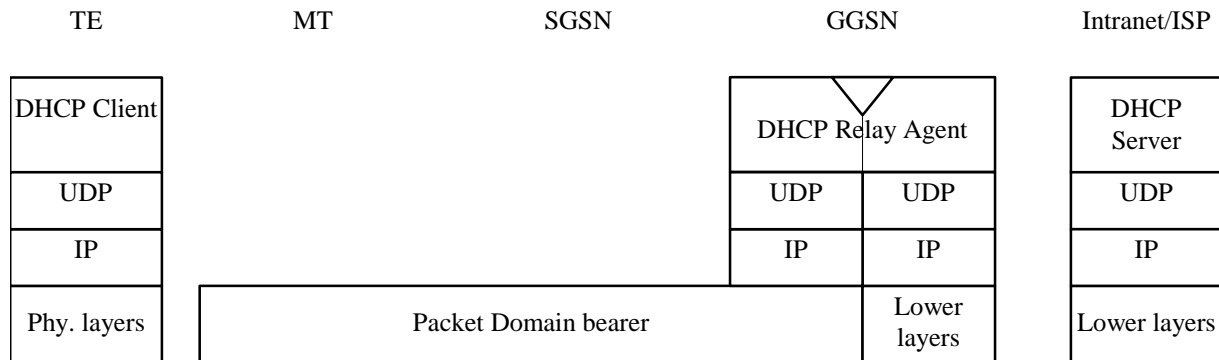 TE MT SGSN GGSN Intranet/ISP
DHCP Client
DHCP Relay Agent
DHCP
Server
UDP UDP UDP UDP
IP IP IP IP
Phy. layers Packet Domain bearer Lower
layers
Lower layers